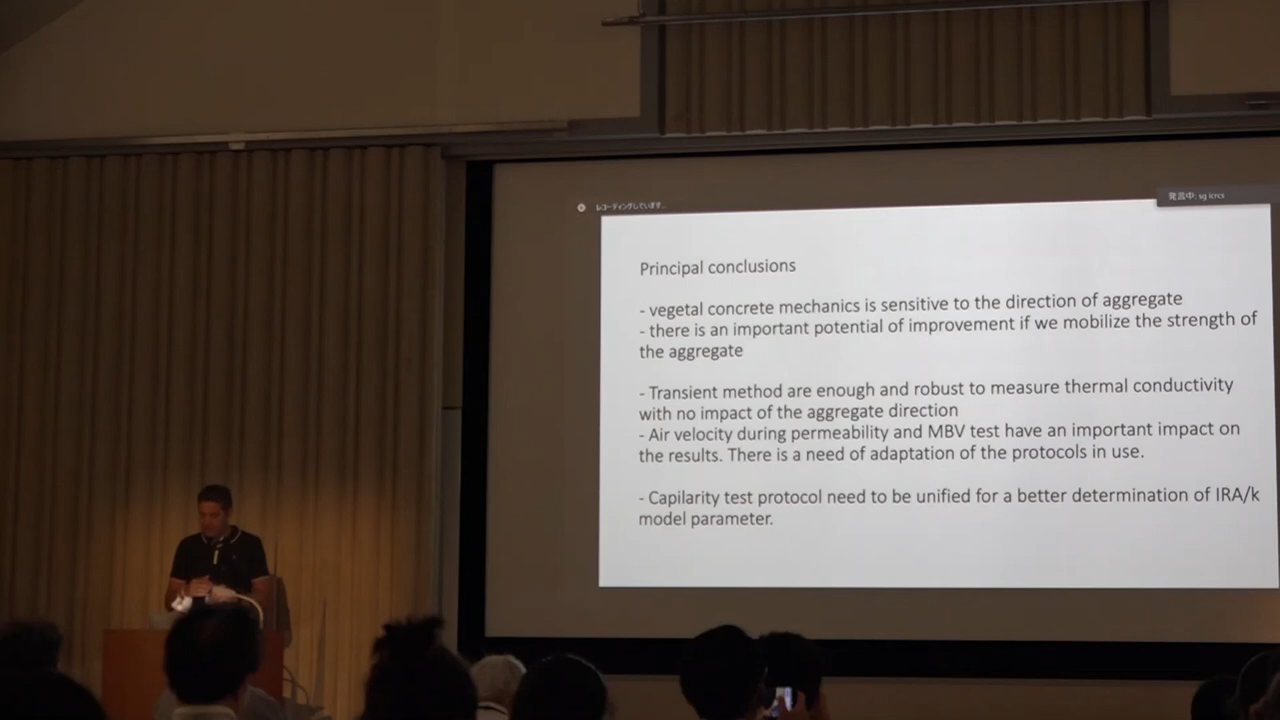 レコーディングしています...
発言中: sg icrcs
Principal conclusions
- vegetal concrete mechanics is sensitive to the direction of aggregate
- there is an important potential of improvement if we mobilize the strength of
the aggregate
- Transient method are enough and robust to measure thermal conductivity
with no impact of the aggregate direction
- Air velocity during permeability and MBV test have an important impact on
the results. There is a need of adaptation of the protocols in use.
- Capilarity test protocol need to be unified for a better determination of IRA/k
model parameter.